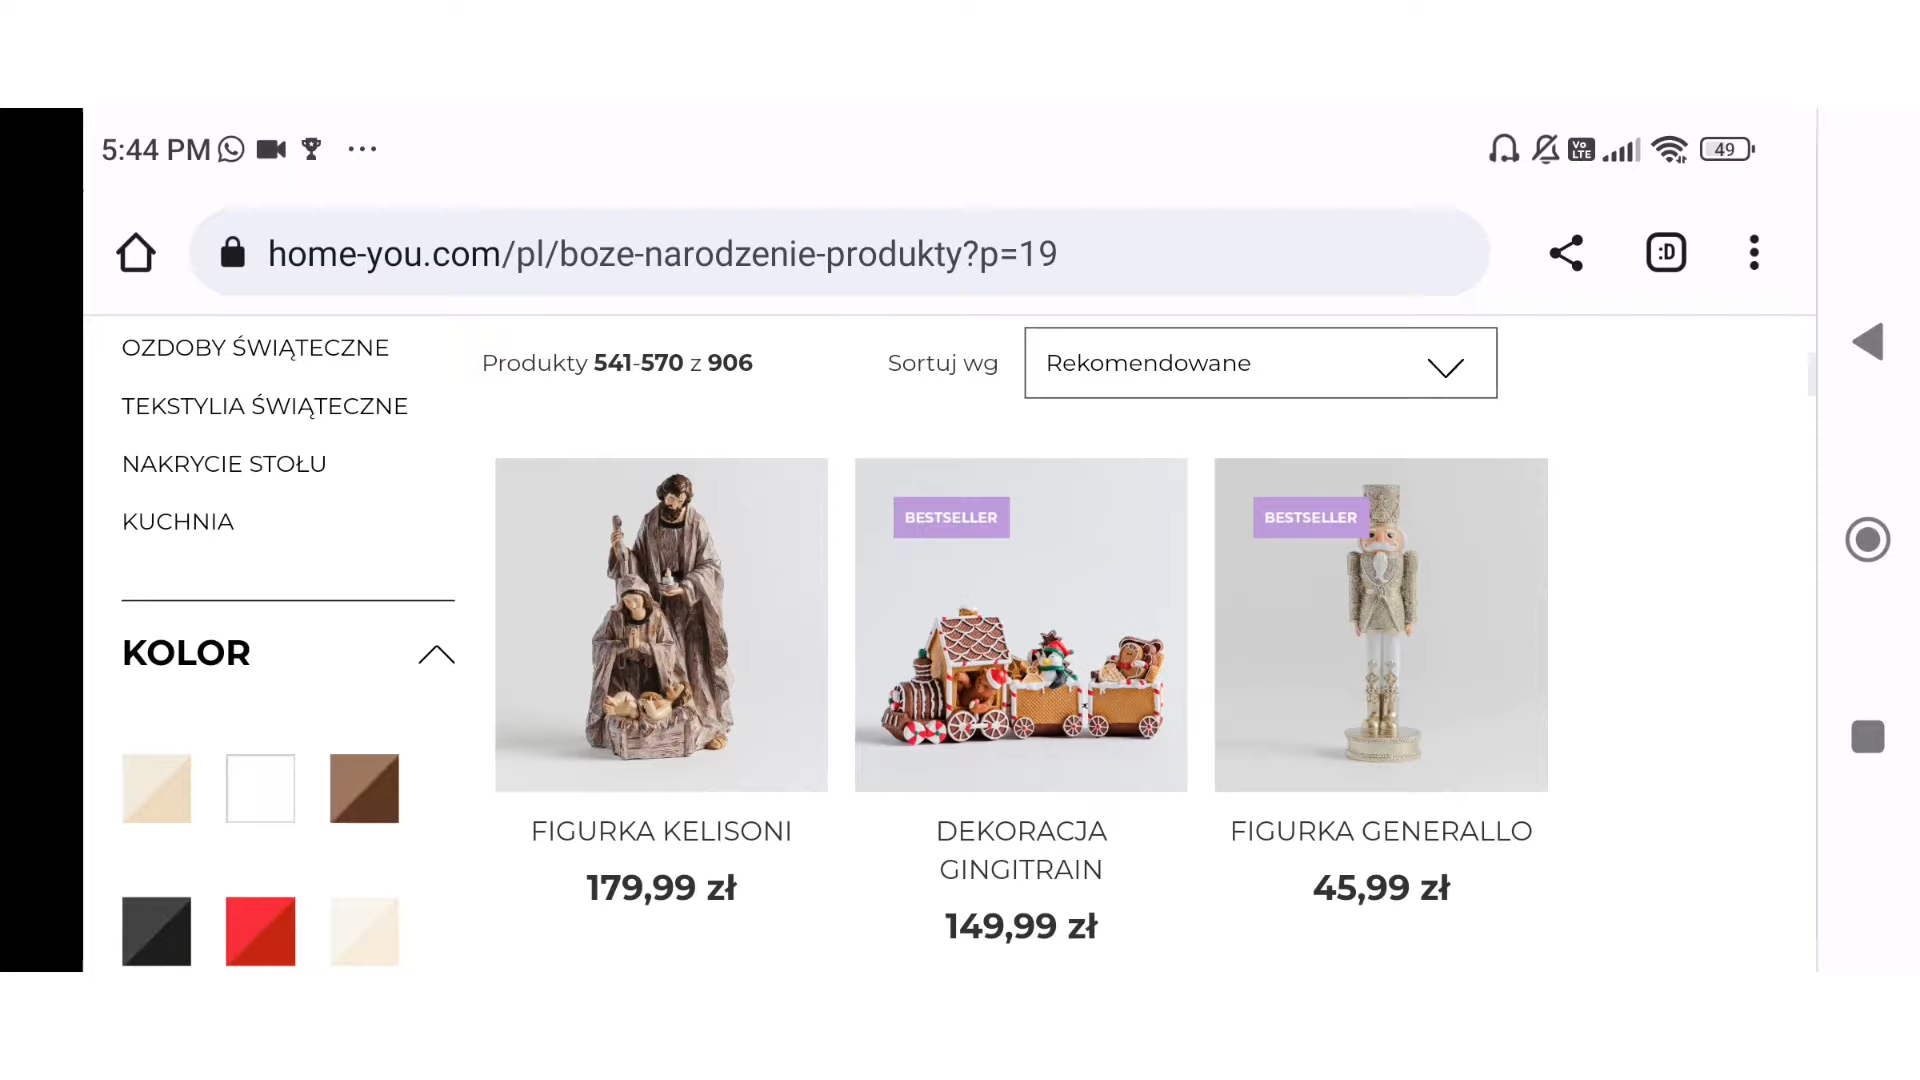 5:44 PM
Vo LTE
49
home-you.com/pl/boze-narodzenie-produkty?p=19
:D
OZDOBY ŚWIĄTECZNE
TEKSTYLIA ŚWIĄTECZNE
NAKRYCIE STOŁU
KUCHNIA
KOLOR
Produkty 541-570 z 906
Sortuj wg
Rekomendowane
FIGURKA KELISONI
179,99 zł
BESTSELLER
DEKORACJA
GINGITRAIN
149,99 zł
BESTSELLER
FIGURKA GENERALLO
45,99 zł